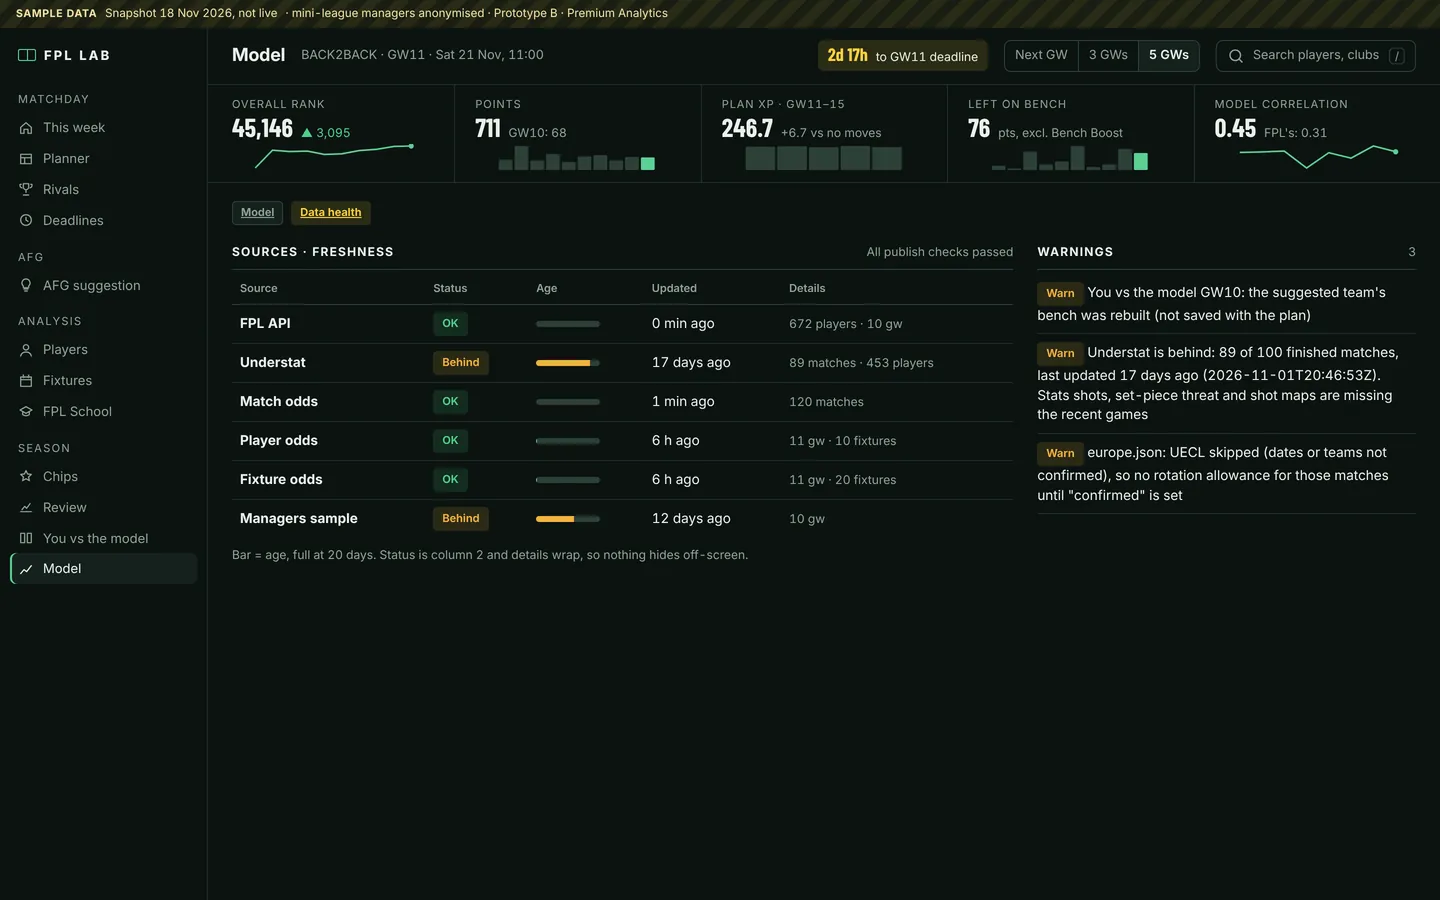 SAMPLE DATA Snapshot 18 Nov 2026, not live · mini-league managers anonymised · Prototype B · Premium Analytics
FPL LAB
MATCHDAY
This week
Planner
Rivals
Deadlines
AFG
AFG suggestion
ANALYSIS
Players
Fixtures
FPL School
SEASON
Chips
Review
You vs the model
Model
Model BACK2BACK · GW11 · Sat 21 Nov, 11:00
2d 17h to GW11 deadline
Next GW 3 GWs 5 GWs
Search players, clubs /
OVERALL RANK
45,146 ▲ 3,095
POINTS
711 GW10: 68
PLAN XP · GW11–15
246.7 +6.7 vs no moves
LEFT ON BENCH
76 pts, excl. Bench Boost
MODEL CORRELATION
0.45 FPL's: 0.31
Model Data health
SOURCES · FRESHNESS All publish checks passed
Source Status Age Updated Details
FPL API OK 0 min ago 672 players · 10 gw
Understat Behind 17 days ago 89 matches · 453 players
Match odds OK 1 min ago 120 matches
Player odds OK 6 h ago 11 gw · 10 fixtures
Fixture odds OK 6 h ago 11 gw · 20 fixtures
Managers sample Behind 12 days ago 10 gw
Bar = age, full at 20 days. Status is column 2 and details wrap, so nothing hides off-screen.
WARNINGS 3
Warn You vs the model GW10: the suggested team's
bench was rebuilt (not saved with the plan)
Warn Understat is behind: 89 of 100 finished matches,
last updated 17 days ago (2026-11-01T20:46:53Z).
Stats shots, set-piece threat and shot maps are missing
the recent games
Warn europe.json: UECL skipped (dates or teams not
confirmed), so no rotation allowance for those matches
until "confirmed" is set